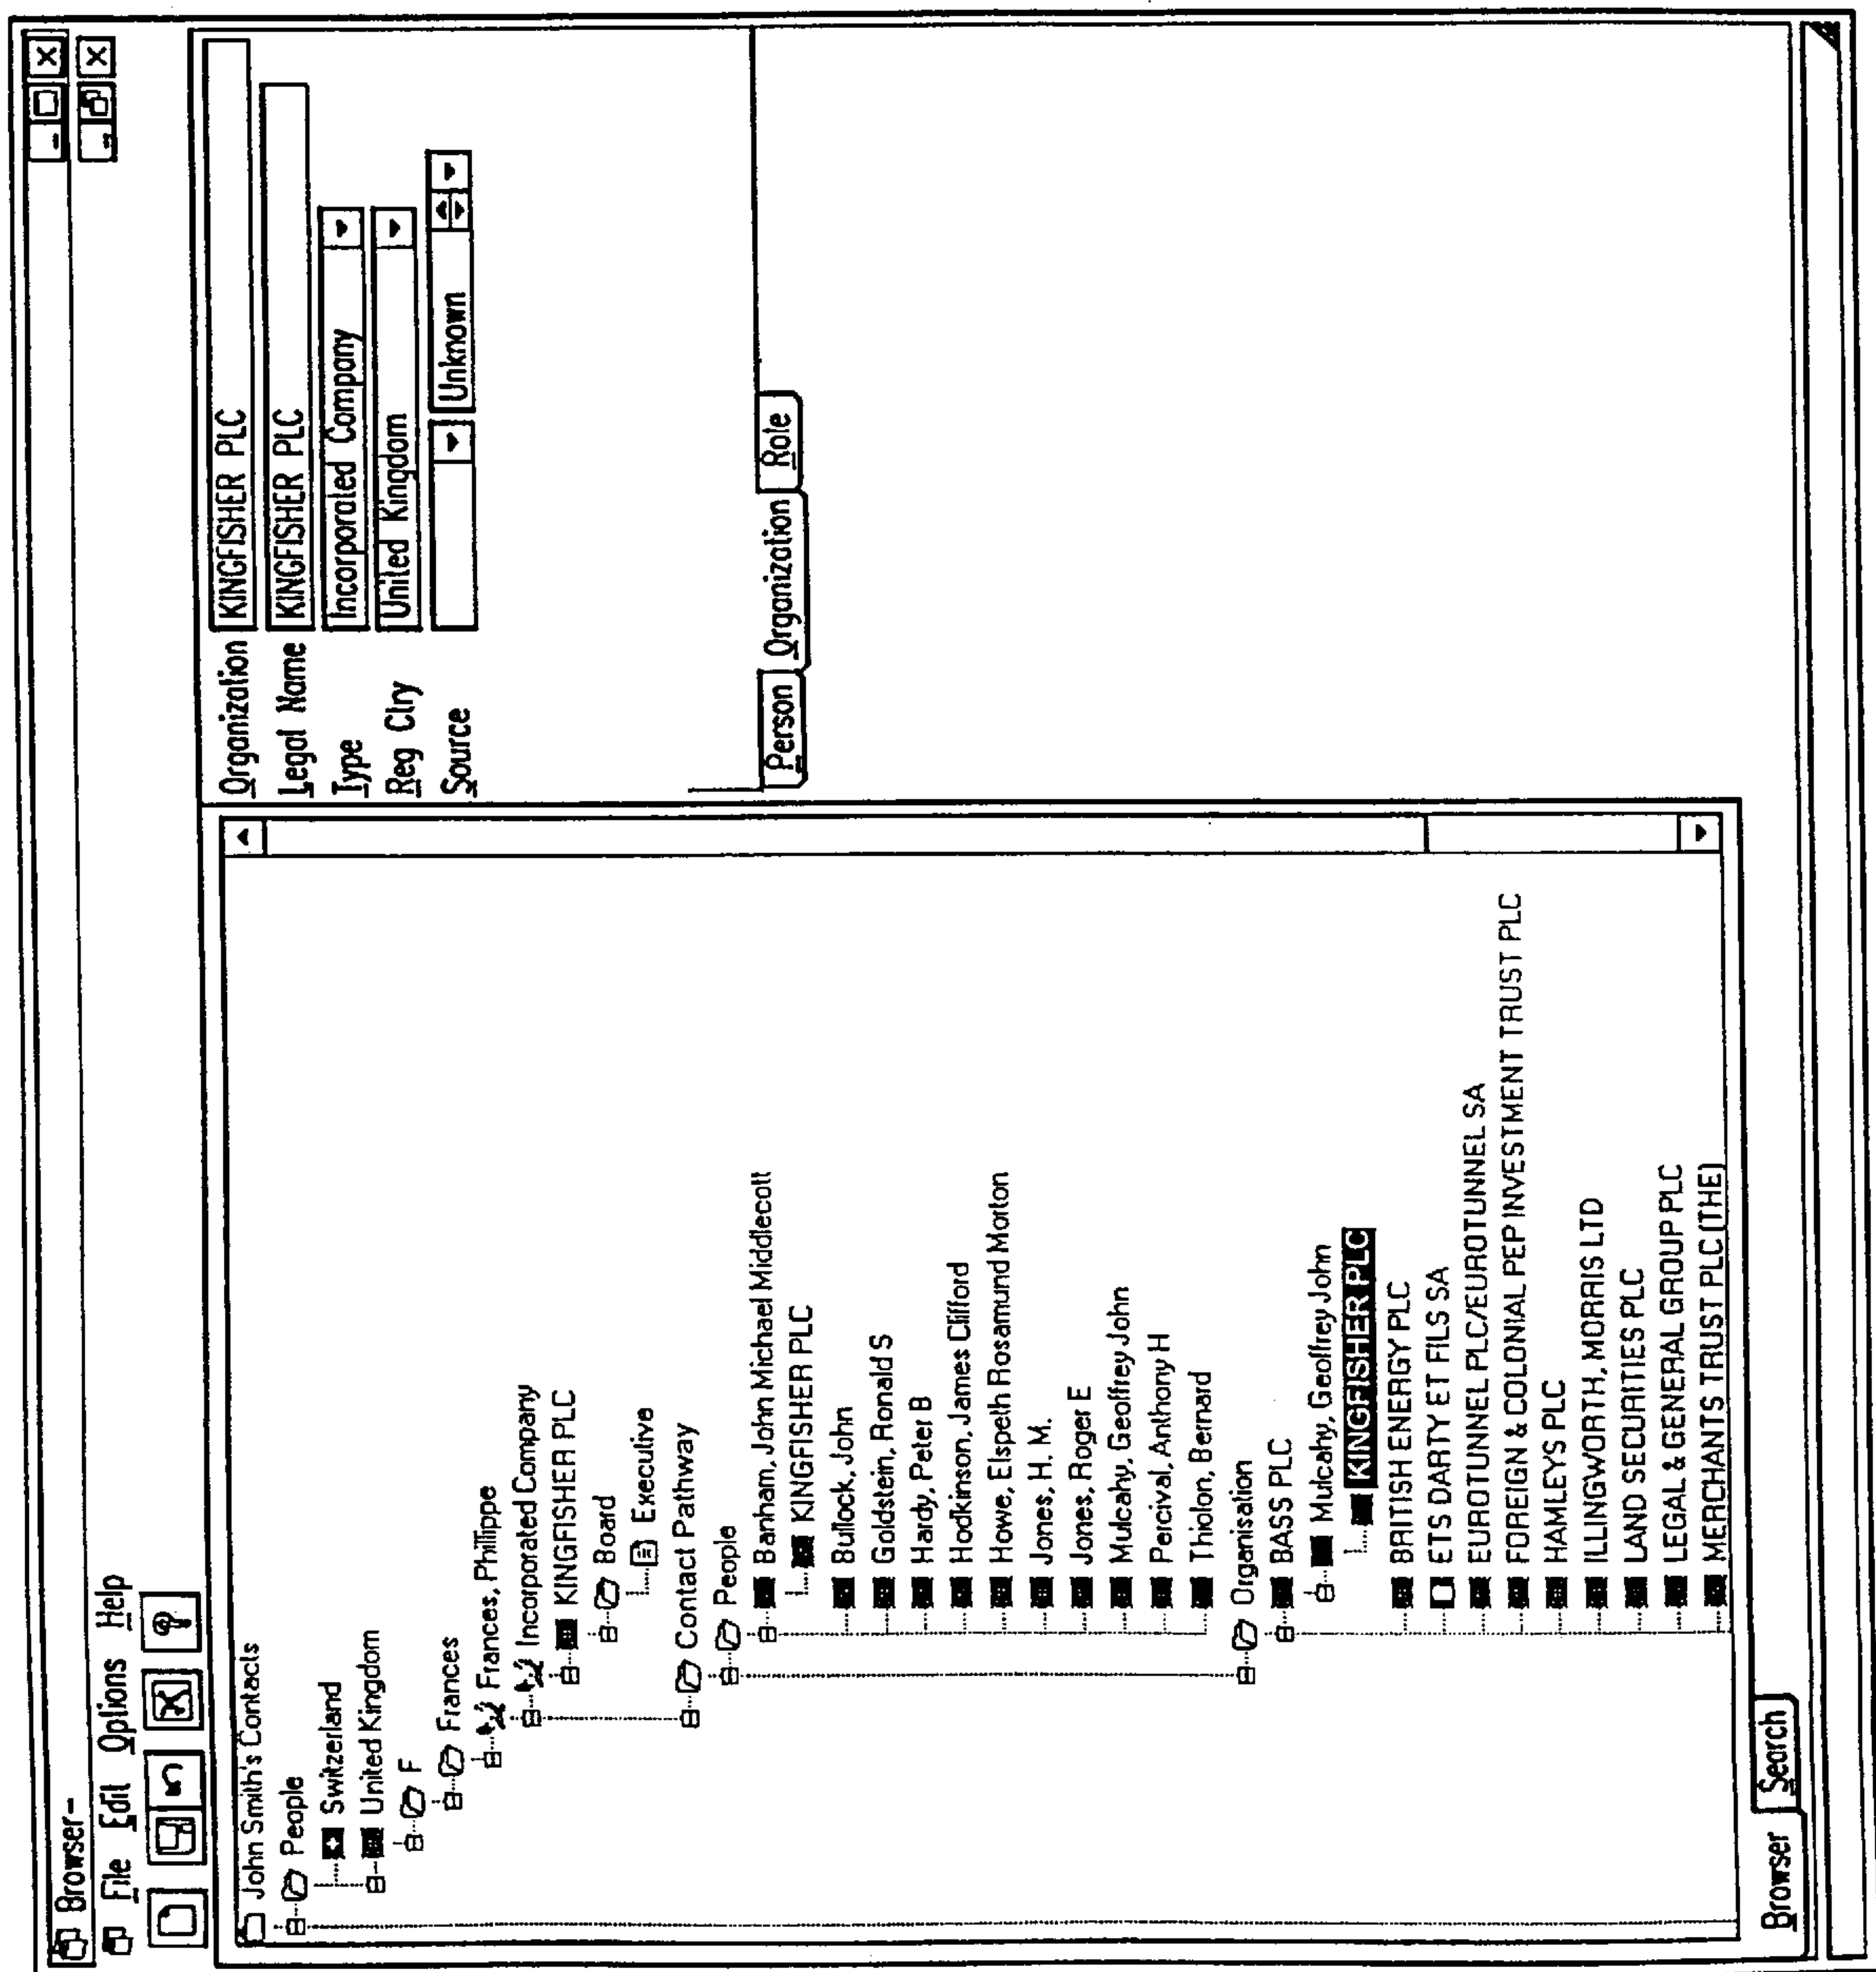 Browser-
File Edit Options Help
John Smith's Contacts
People
Switzerland
United Kingdom
F
Frances
Frances, Phillippe
Incorporated Company
KINGFISHER PLC
Board
Executive
Contact Pathway
People
Banham, John Michael Middlecott
KINGFISHER PLC
Bullock, John
Goldstein, Ronald S
Hardy, Peter B
Hodkinson, James Clifford
Howe, Elspeth Rosamund Morton
Jones, H. M.
Jones, Roger E
Mulcahy, Geoffrey John
Percival, Anthony H
Thiolon, Bernard
Organisation
BASS PLC
Mulcahy, Geoffrey John
KINGFISHER PLC
BRITISH ENERGY PLC
ETS DARTY ET FILS SA
EUROTUNNEL PLC/EUROTUNNEL SA
FOREIGN & COLONIAL PEP INVESTMENT TRUST PLC
HAMLEYS PLC
ILLINGWORTH, MORRIS LTD
LAND SECURITIES PLC
LEGAL & GENERAL GROUP PLC
MERCHANTS TRUST PLC (THE)
Browser Search
Organization KINGFISHER PLC
Legal Name KINGFISHER PLC
Type Incorporated Company
Reg Ctry United Kingdom
Source Unknown
Person Organization Role